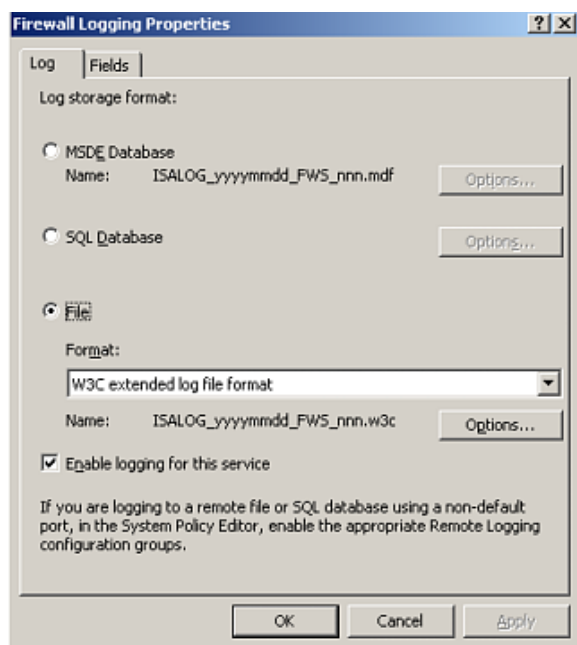 Firewall Logging Properties
Log
Fields
Log storage format:
MSDE Database
Name: ISALOG_yyyymmdd_FWS_nnn.mdf
Options...
SQL Database
Options...
File
Format:
W3C extended log file format
Name: ISALOG_yyyymmdd_FWS_nnn.w3c
Options...
Enable logging for this service
If you are logging to a remote file or SQL database using a non-default
port, in the System Policy Editor, enable the appropriate Remote Logging
configuration groups.
OK
Cancel
Apply